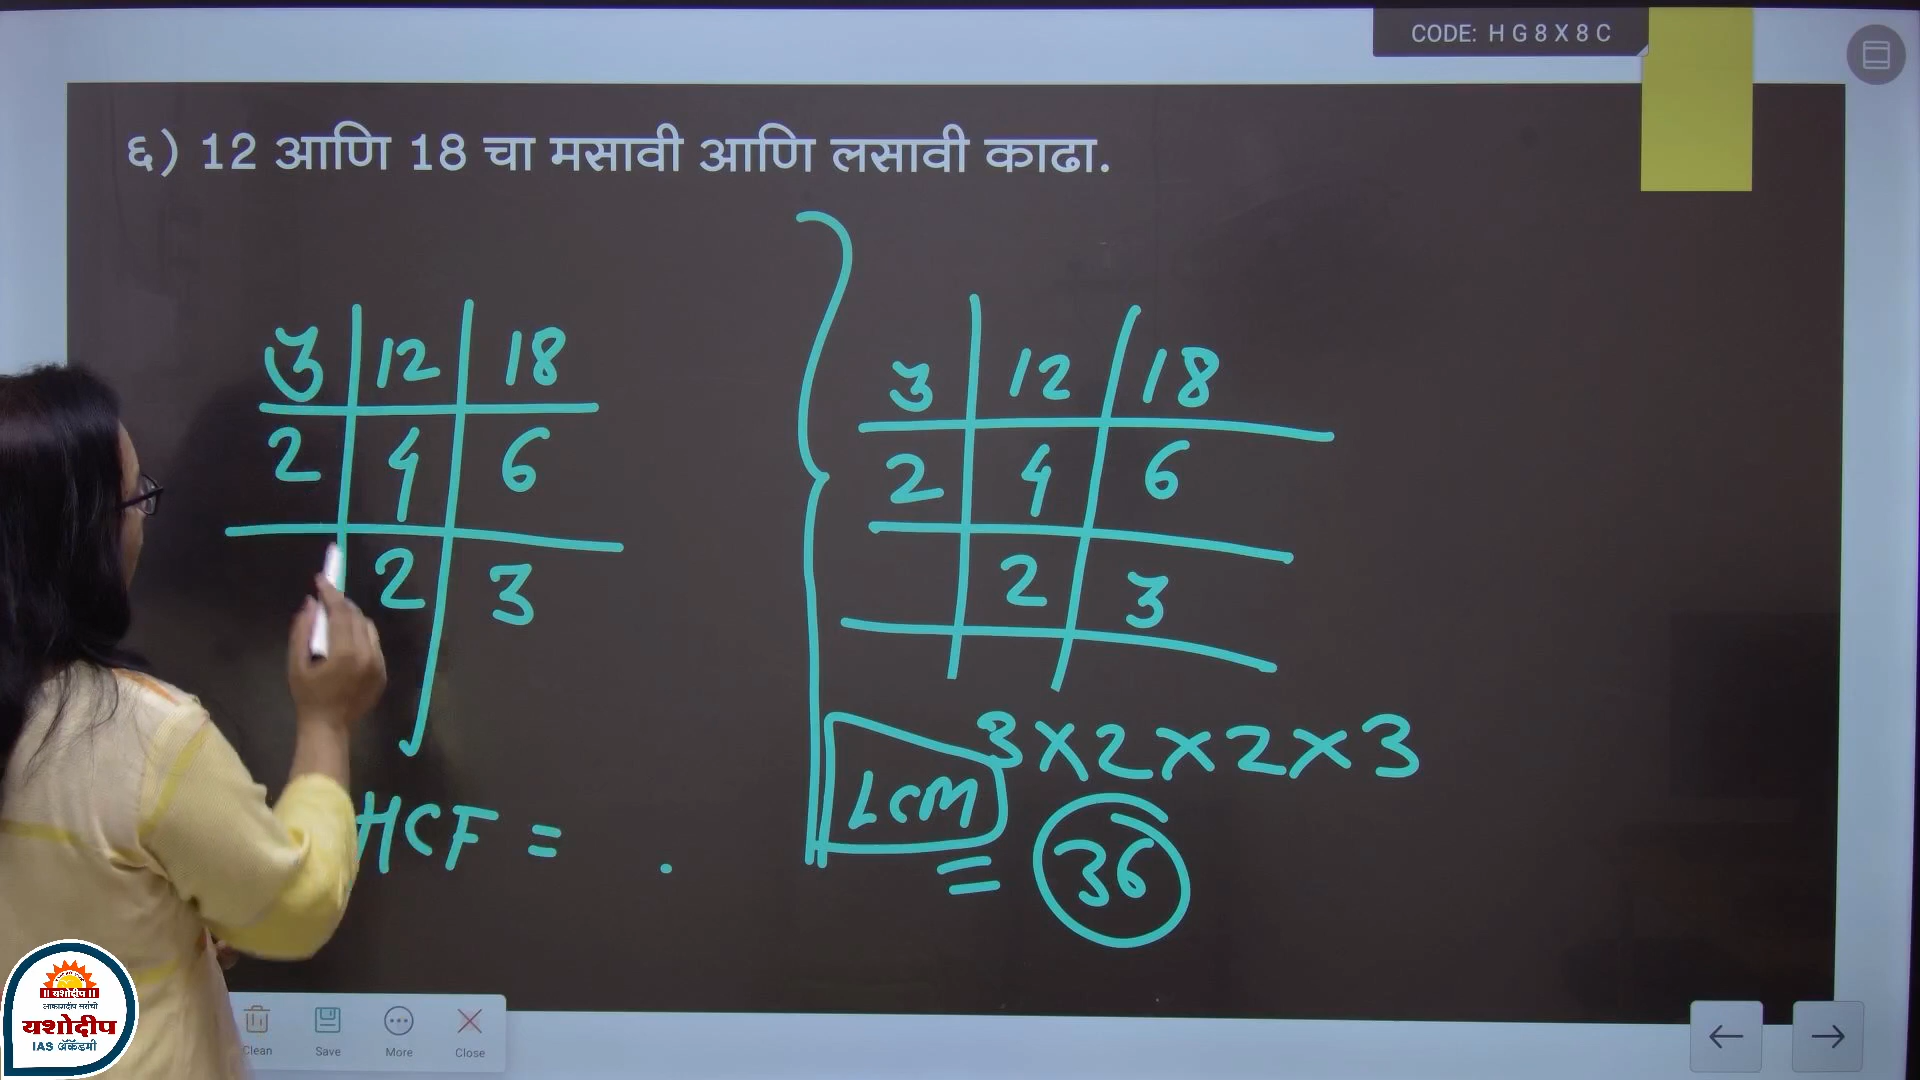 CODE: HG8X8C
६) 12 आणि 18 चा मसावी आणि लसावी काढा.
3 12 18
2 4 6
2 3
HCF = .
3 12 18
2 4 6
2 3
LCM 3×2×2×3
= 36
॥ यशोदीप ॥
यशोदीप
IAS ॲकॅडमी
Clean Save More Close